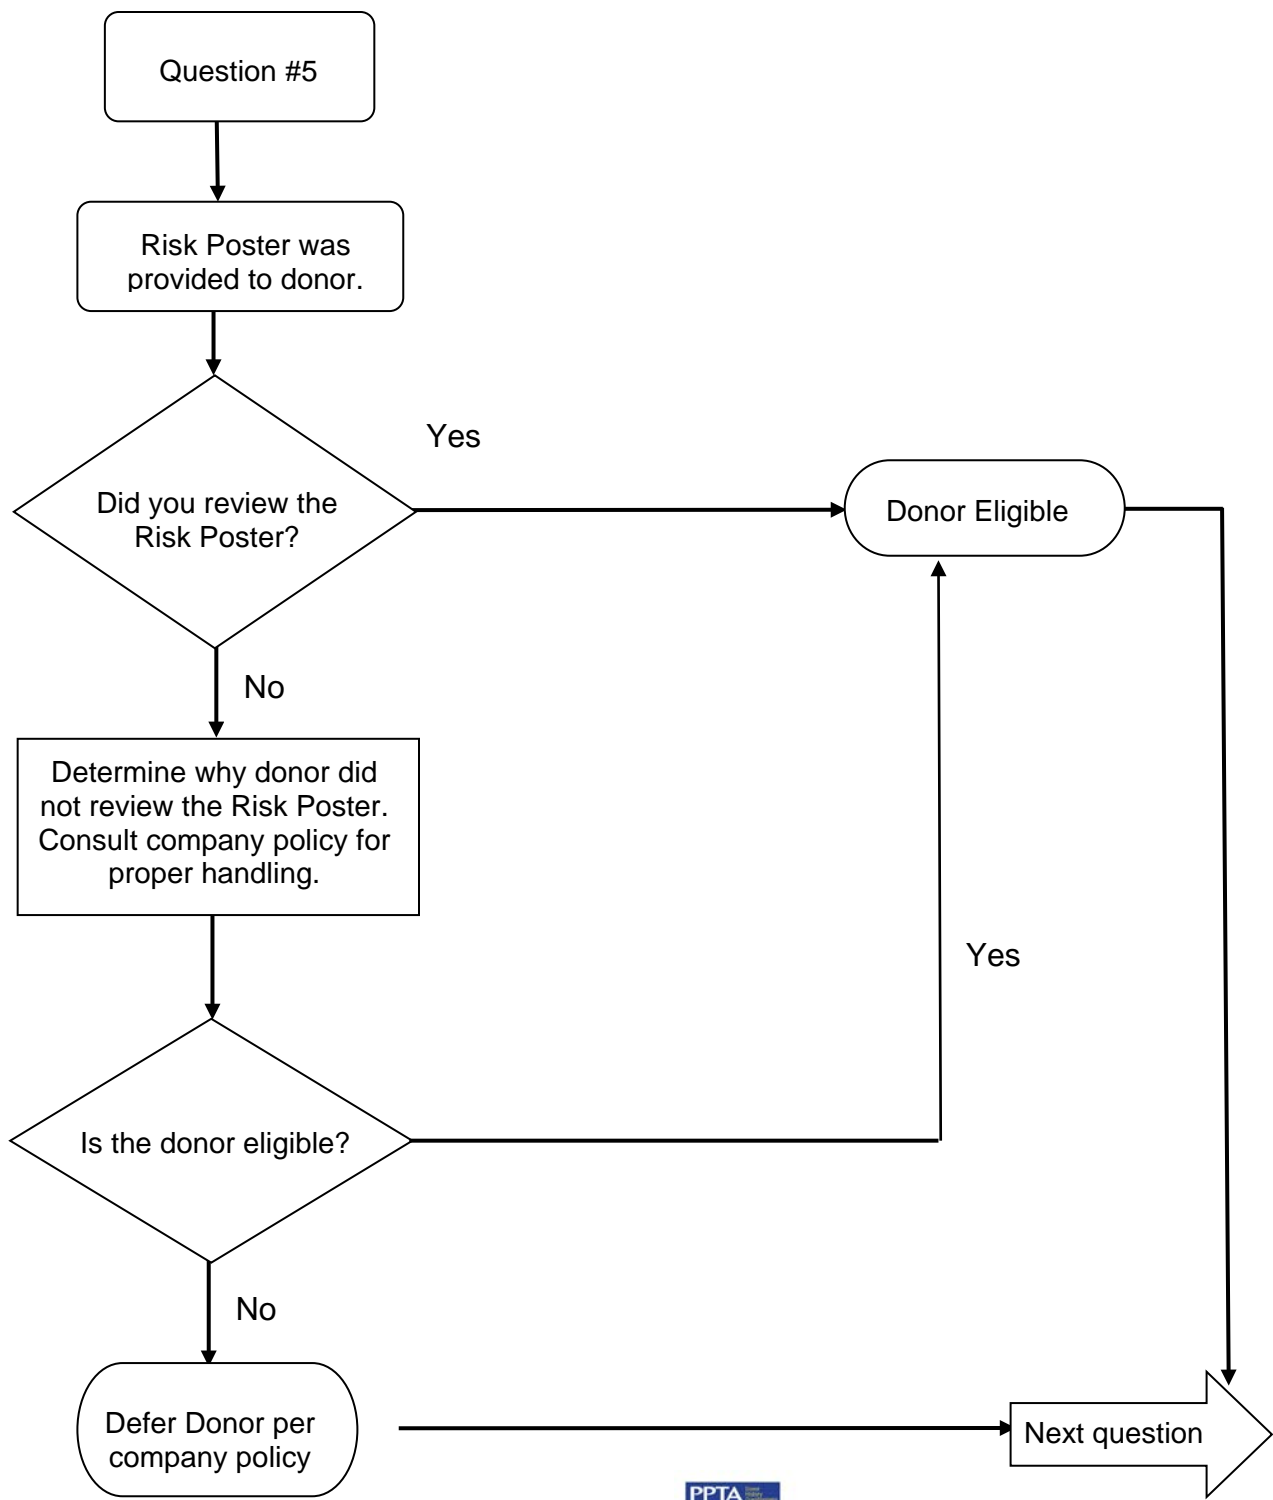 Question #5
Risk Poster was
provided to donor.
Yes
Did you review the
Risk Poster?
Donor Eligible
No
Determine why donor did
not review the Risk Poster.
Consult company policy for
proper handling.
Yes
Is the donor eligible?
No
Defer Donor per
company policy
Next question
PPTA